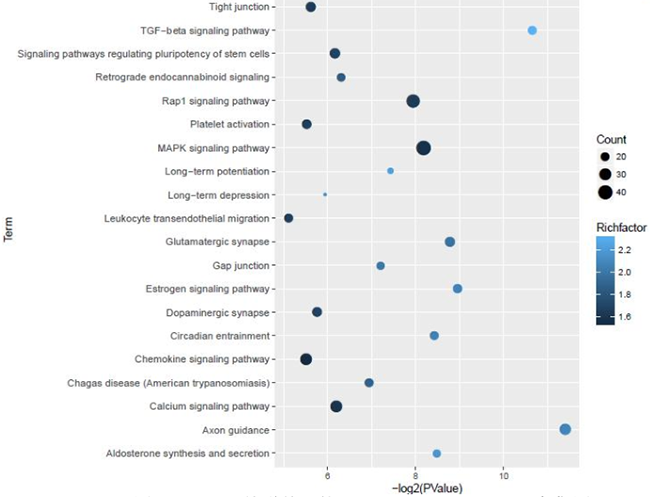 Tight junction
TGF−beta signaling pathway
Signaling pathways regulating pluripotency of stem cells
Retrograde endocannabinoid signaling
Rap1 signaling pathway
Platelet activation
MAPK signaling pathway
Long−term potentiation
Long−term depression
Leukocyte transendothelial migration
Glutamatergic synapse
Gap junction
Estrogen signaling pathway
Dopaminergic synapse
Circadian entrainment
Chemokine signaling pathway
Chagas disease (American trypanosomiasis)
Calcium signaling pathway
Axon guidance
Aldosterone synthesis and secretion
Term
6 8 10
−log2(PValue)
Count
20
30
40
Richfactor
2.2
2.0
1.8
1.6